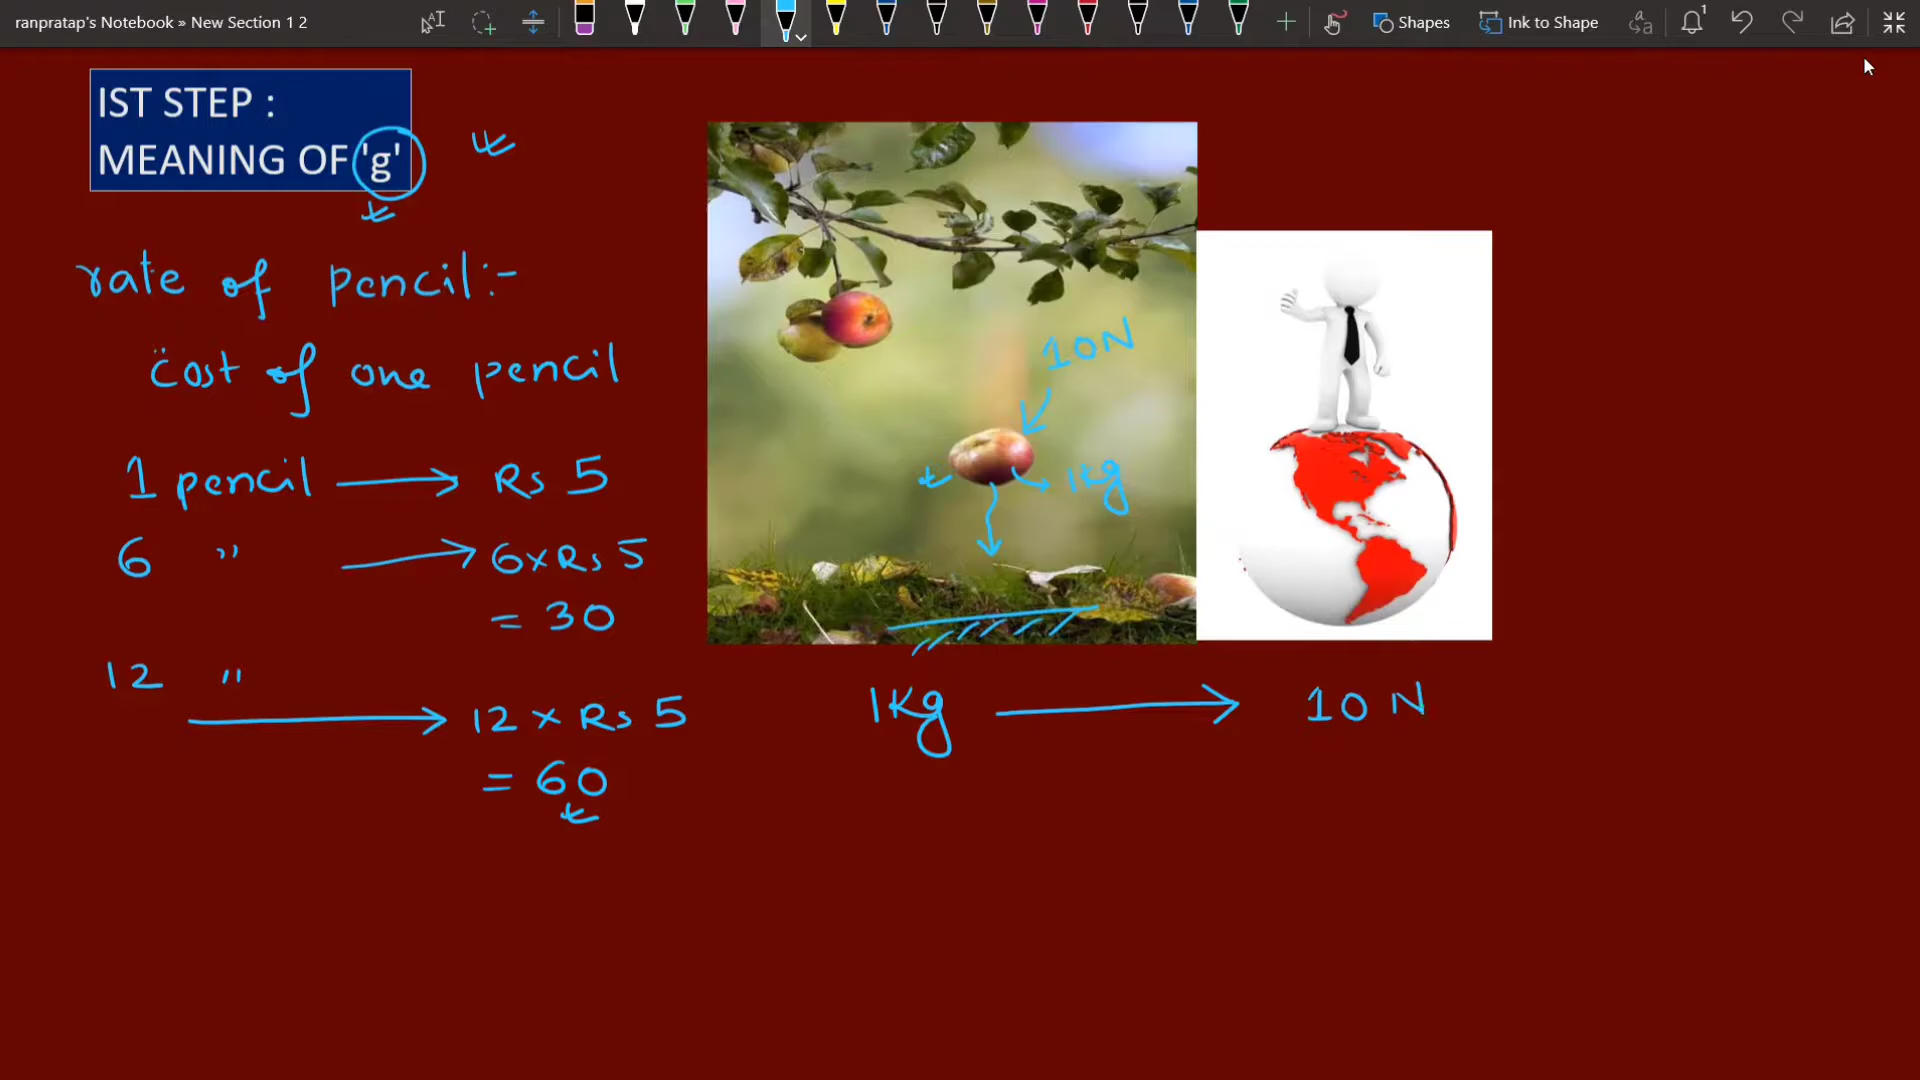 ranpratap's Notebook » New Section 1 2
Shapes
Ink to Shape
1
IST STEP :
MEANING OF 'g'
rate of pencil:-
cost of one pencil
1 pencil → Rs 5
6 " → 6×Rs 5
= 30
12 "
→ 12 × Rs 5
= 60
10N
1kg
1Kg → 10 N